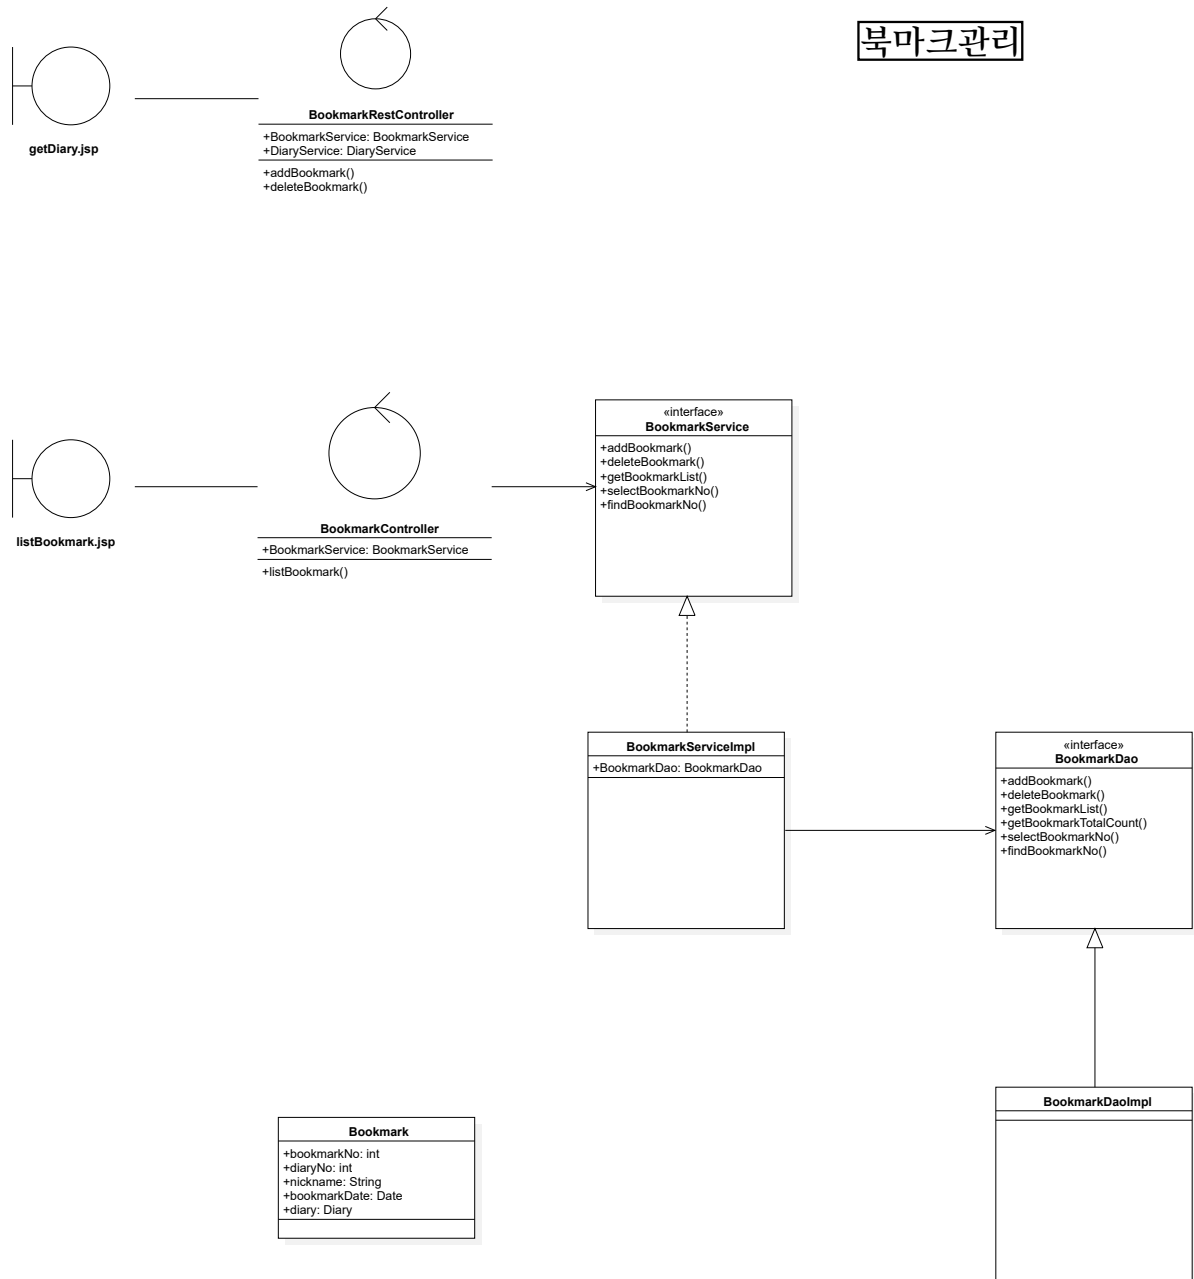 북마크관리
getDiary.jsp
BookmarkRestController
+BookmarkService: BookmarkService
+DiaryService: DiaryService
+addBookmark()
+deleteBookmark()
listBookmark.jsp
BookmarkController
+BookmarkService: BookmarkService
+listBookmark()
«interface»
BookmarkService
+addBookmark()
+deleteBookmark()
+getBookmarkList()
+selectBookmarkNo()
+findBookmarkNo()
BookmarkServiceImpl
+BookmarkDao: BookmarkDao
«interface»
BookmarkDao
+addBookmark()
+deleteBookmark()
+getBookmarkList()
+getBookmarkTotalCount()
+selectBookmarkNo()
+findBookmarkNo()
BookmarkDaoImpl
Bookmark
+bookmarkNo: int
+diaryNo: int
+nickname: String
+bookmarkDate: Date
+diary: Diary